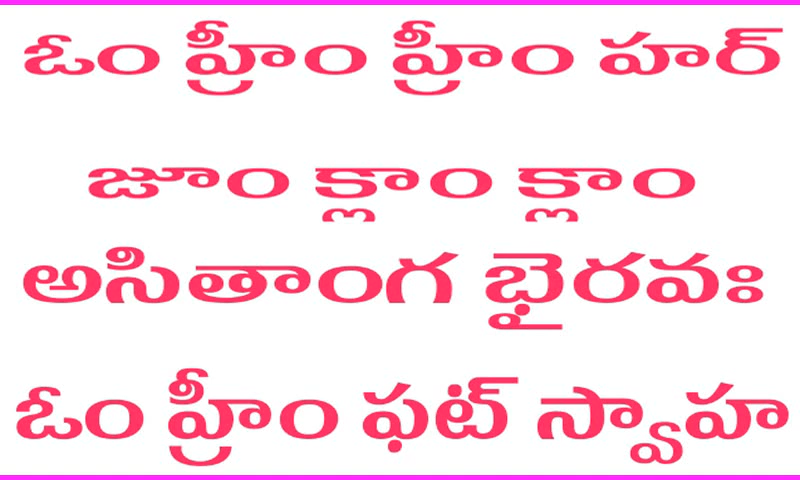 ఓం హ్రీం హ్రీం హర్
జూం క్లాం క్లాం
అసితాంగ భైరవః
ఓం హ్రీం ఫట్ స్వాహ